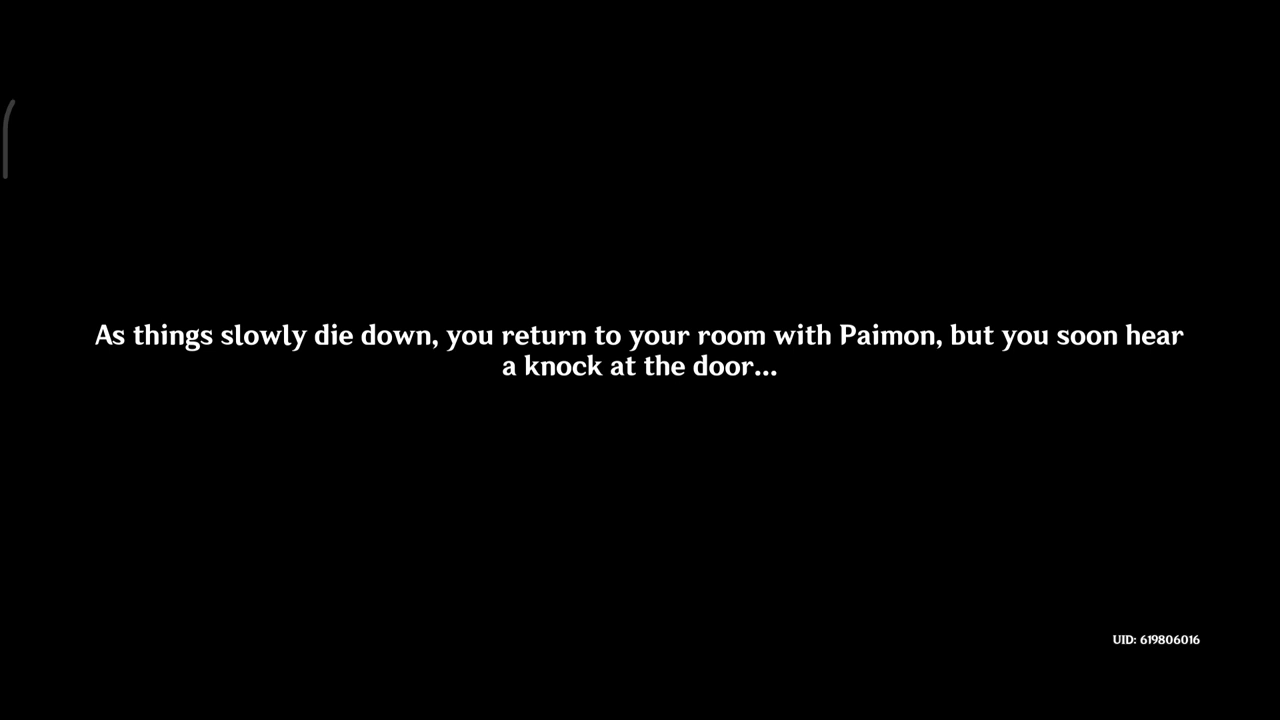 As things slowly die down, you return to your room with Paimon, but you soon hear
a knock at the door...
UID: 619806016